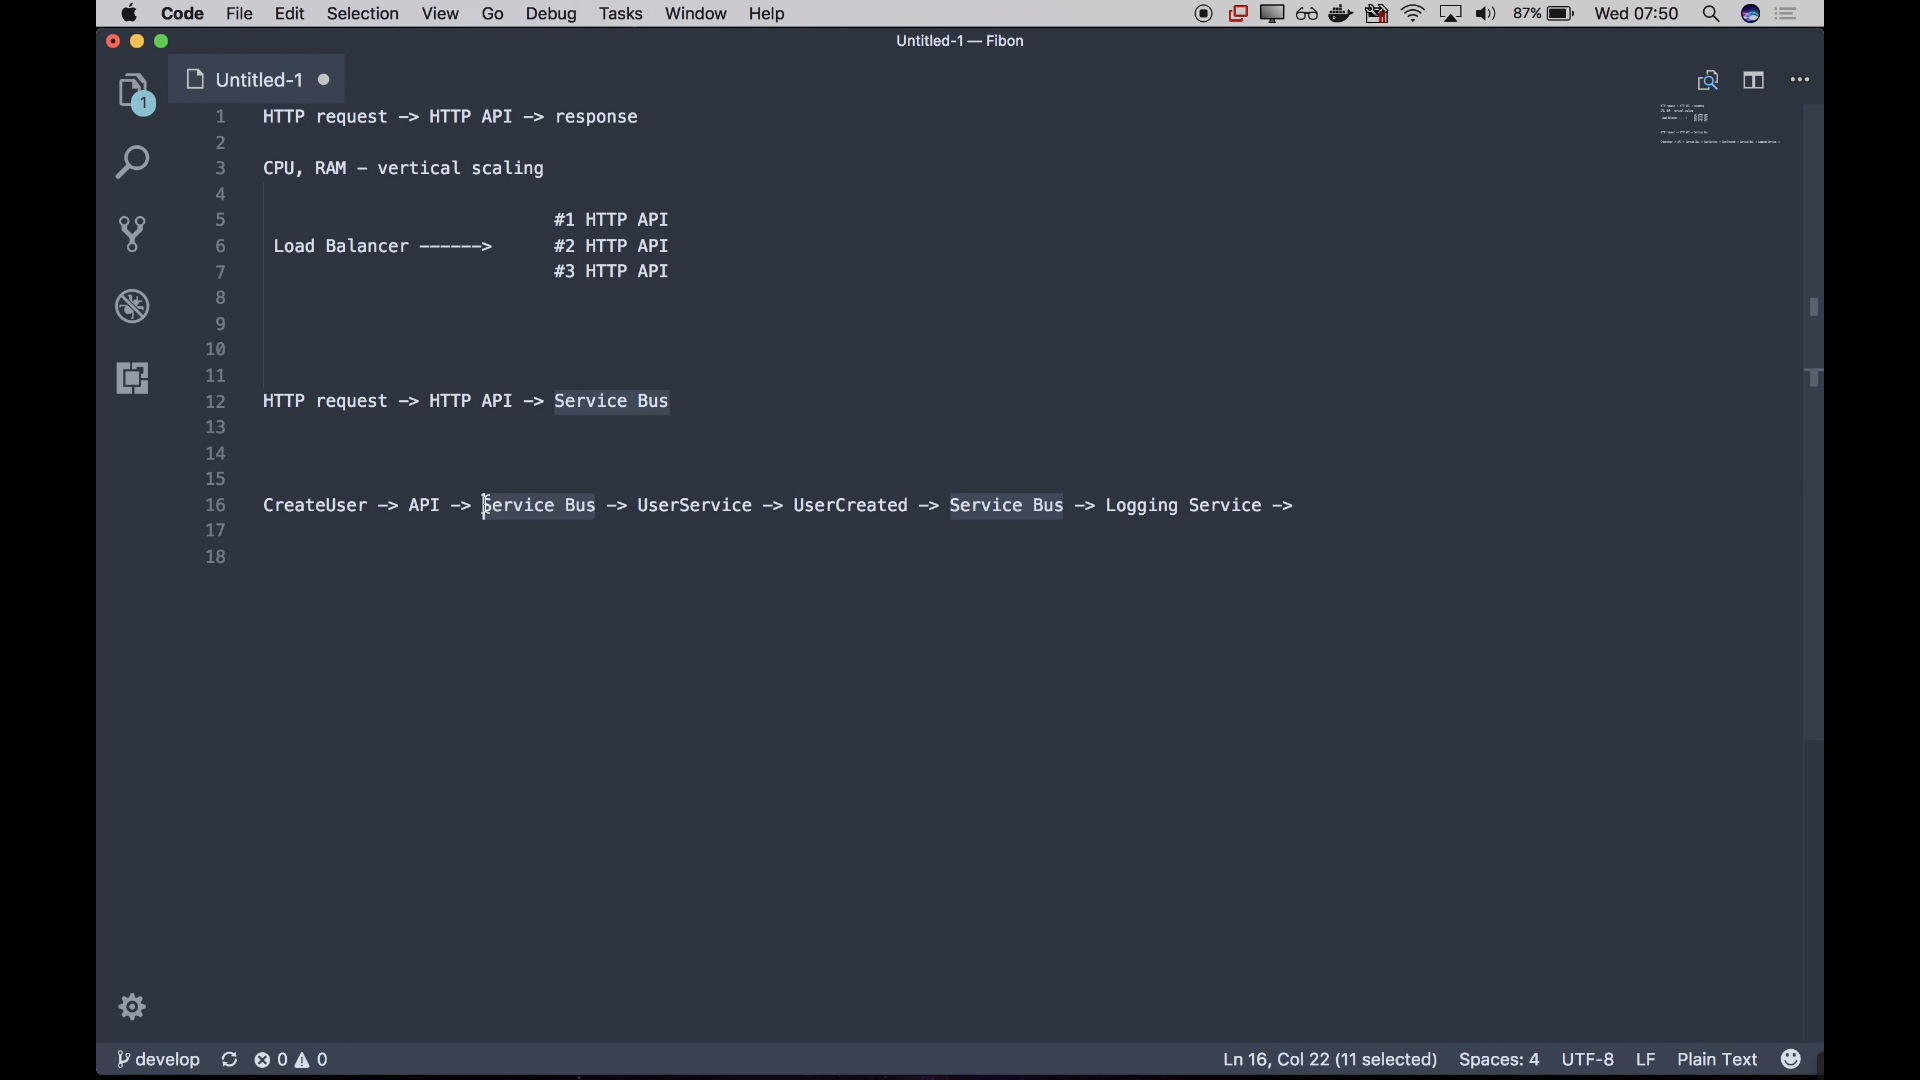 Code File Edit Selection View Go Debug Tasks Window Help 87% Wed 07:50
Untitled-1 — Fibon
1 Untitled-1
1 HTTP request -> HTTP API -> response
2
3 CPU, RAM - vertical scaling
4
5 #1 HTTP API
6 Load Balancer ------> #2 HTTP API
7 #3 HTTP API
8
9
10
11
12 HTTP request -> HTTP API -> Service Bus
13
14
15
16 CreateUser -> API -> Service Bus -> UserService -> UserCreated -> Service Bus -> Logging Service ->
17
18
develop 0 0 Ln 16, Col 22 (11 selected) Spaces: 4 UTF-8 LF Plain Text